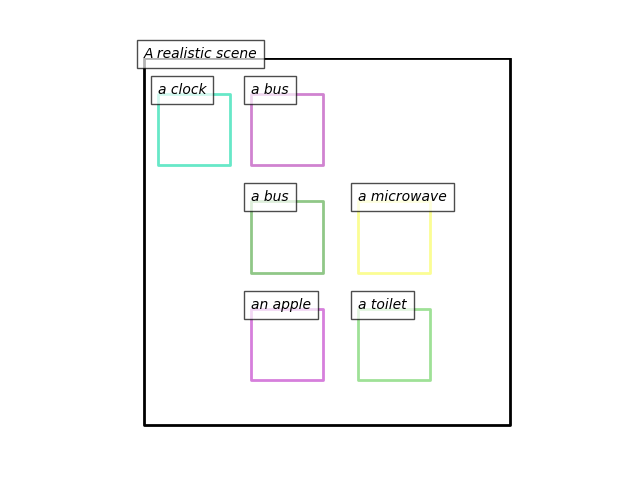 A realistic scene
a clock
a bus
a bus
a microwave
an apple
a toilet